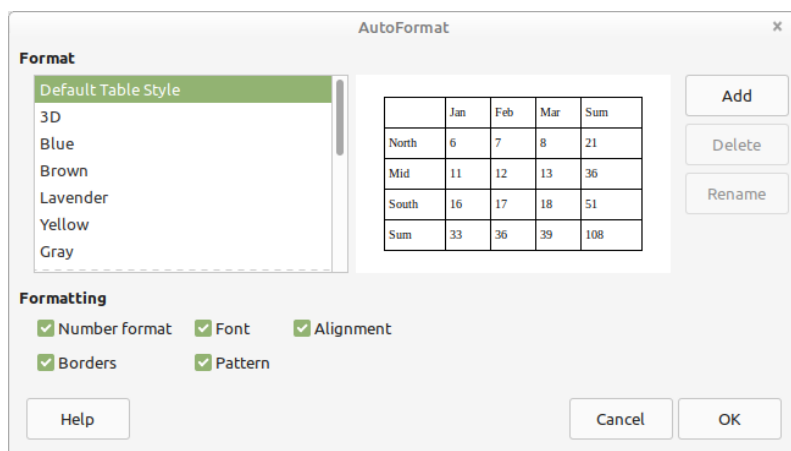 AutoFormat ×
Format
Default Table Style
3D
Blue
Brown
Lavender
Yellow
Gray
Jan Feb Mar Sum
North 6 7 8 21
Mid 11 12 13 36
South 16 17 18 51
Sum 33 36 39 108
Add
Delete
Rename
Formatting
Number format Font Alignment
Borders Pattern
Help Cancel OK